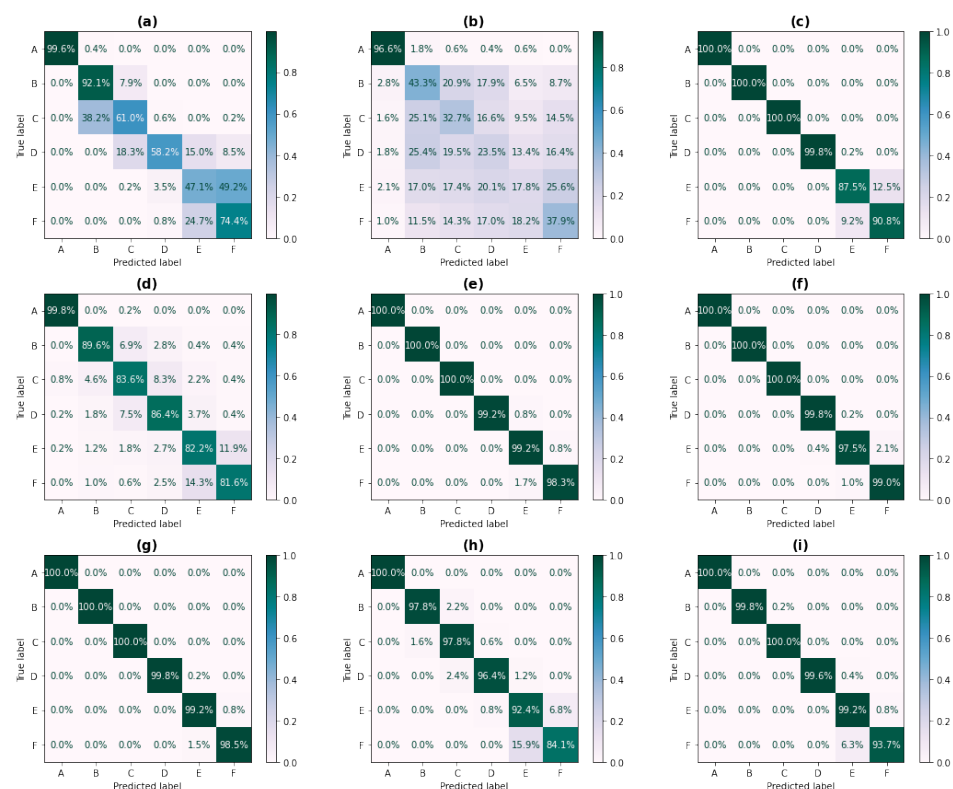 (a) (b) (c)
A 99.6% 0.4% 0.0% 0.0% 0.0% 0.0% A 96.6% 1.8% 0.6% 0.4% 0.6% 0.0% A 100.0% 0.0% 0.0% 0.0% 0.0% 0.0% 1.0
B 0.0% 92.1% 7.9% 0.0% 0.0% 0.0% 0.8 B 2.8% 43.3% 20.9% 17.9% 6.5% 8.7% 0.8 B 0.0% 100.0% 0.0% 0.0% 0.0% 0.0% 0.8
C 0.0% 38.2% 61.0% 0.6% 0.0% 0.2% 0.6 C 1.6% 25.1% 32.7% 16.6% 9.5% 14.5% 0.6 C 0.0% 0.0% 100.0% 0.0% 0.0% 0.0% 0.6
True label True label True label
D 0.0% 0.0% 18.3% 58.2% 15.0% 8.5% 0.4 D 1.8% 25.4% 19.5% 23.5% 13.4% 16.4% 0.4 D 0.0% 0.0% 0.0% 99.8% 0.2% 0.0% 0.4
E 0.0% 0.0% 0.2% 3.5% 47.1% 49.2% 0.2 E 2.1% 17.0% 17.4% 20.1% 17.8% 25.6% 0.2 E 0.0% 0.0% 0.0% 0.0% 87.5% 12.5% 0.2
F 0.0% 0.0% 0.0% 0.8% 24.7% 74.4% 0.0 F 1.0% 11.5% 14.3% 17.0% 18.2% 37.9% 0.0 F 0.0% 0.0% 0.0% 0.0% 9.2% 90.8% 0.0
A B C D E F A B C D E F A B C D E F
Predicted label Predicted label Predicted label
(d) (e) (f)
A 99.8% 0.0% 0.2% 0.0% 0.0% 0.0% A 100.0% 0.0% 0.0% 0.0% 0.0% 0.0% 1.0 A 100.0% 0.0% 0.0% 0.0% 0.0% 0.0% 1.0
B 0.0% 89.6% 6.9% 2.8% 0.4% 0.4% 0.8 B 0.0% 100.0% 0.0% 0.0% 0.0% 0.0% 0.8 B 0.0% 100.0% 0.0% 0.0% 0.0% 0.0% 0.8
C 0.8% 4.6% 83.6% 8.3% 2.2% 0.4% 0.6 C 0.0% 0.0% 100.0% 0.0% 0.0% 0.0% 0.6 C 0.0% 0.0% 100.0% 0.0% 0.0% 0.0% 0.6
True label True label True label
D 0.2% 1.8% 7.5% 86.4% 3.7% 0.4% 0.4 D 0.0% 0.0% 0.0% 99.2% 0.8% 0.0% 0.4 D 0.0% 0.0% 0.0% 99.8% 0.2% 0.0% 0.4
E 0.2% 1.2% 1.8% 2.7% 82.2% 11.9% 0.2 E 0.0% 0.0% 0.0% 0.0% 99.2% 0.8% 0.2 E 0.0% 0.0% 0.0% 0.4% 97.5% 2.1% 0.2
F 0.0% 1.0% 0.6% 2.5% 14.3% 81.6% 0.0 F 0.0% 0.0% 0.0% 0.0% 1.7% 98.3% 0.0 F 0.0% 0.0% 0.0% 0.0% 1.0% 99.0% 0.0
A B C D E F A B C D E F A B C D E F
Predicted label Predicted label Predicted label
(g) (h) (i)
A 100.0% 0.0% 0.0% 0.0% 0.0% 0.0% 1.0 A 100.0% 0.0% 0.0% 0.0% 0.0% 0.0% 1.0 A 100.0% 0.0% 0.0% 0.0% 0.0% 0.0% 1.0
B 0.0% 100.0% 0.0% 0.0% 0.0% 0.0% 0.8 B 0.0% 97.8% 2.2% 0.0% 0.0% 0.0% 0.8 B 0.0% 99.8% 0.2% 0.0% 0.0% 0.0% 0.8
C 0.0% 0.0% 100.0% 0.0% 0.0% 0.0% 0.6 C 0.0% 1.6% 97.8% 0.6% 0.0% 0.0% 0.6 C 0.0% 0.0% 100.0% 0.0% 0.0% 0.0% 0.6
True label True label True label
D 0.0% 0.0% 0.0% 99.8% 0.2% 0.0% 0.4 D 0.0% 0.0% 2.4% 96.4% 1.2% 0.0% 0.4 D 0.0% 0.0% 0.0% 99.6% 0.4% 0.0% 0.4
E 0.0% 0.0% 0.0% 0.0% 99.2% 0.8% 0.2 E 0.0% 0.0% 0.0% 0.8% 92.4% 6.8% 0.2 E 0.0% 0.0% 0.0% 0.0% 99.2% 0.8% 0.2
F 0.0% 0.0% 0.0% 0.0% 1.5% 98.5% 0.0 F 0.0% 0.0% 0.0% 0.0% 15.9% 84.1% 0.0 F 0.0% 0.0% 0.0% 0.0% 6.3% 93.7% 0.0
A B C D E F A B C D E F A B C D E F
Predicted label Predicted label Predicted label